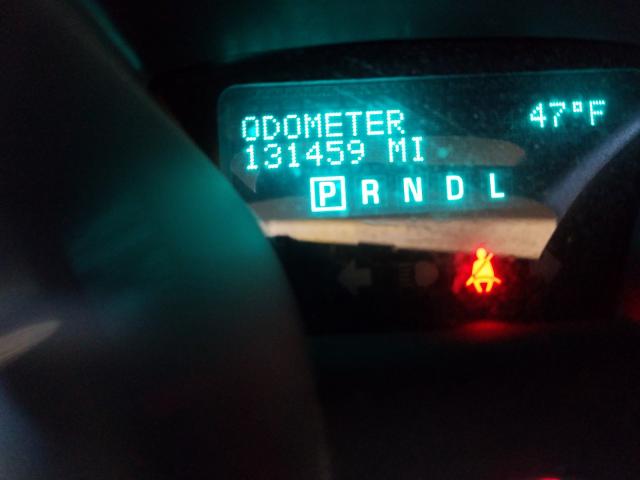 ODOMETER 47°F
131459 MI
P R N D L